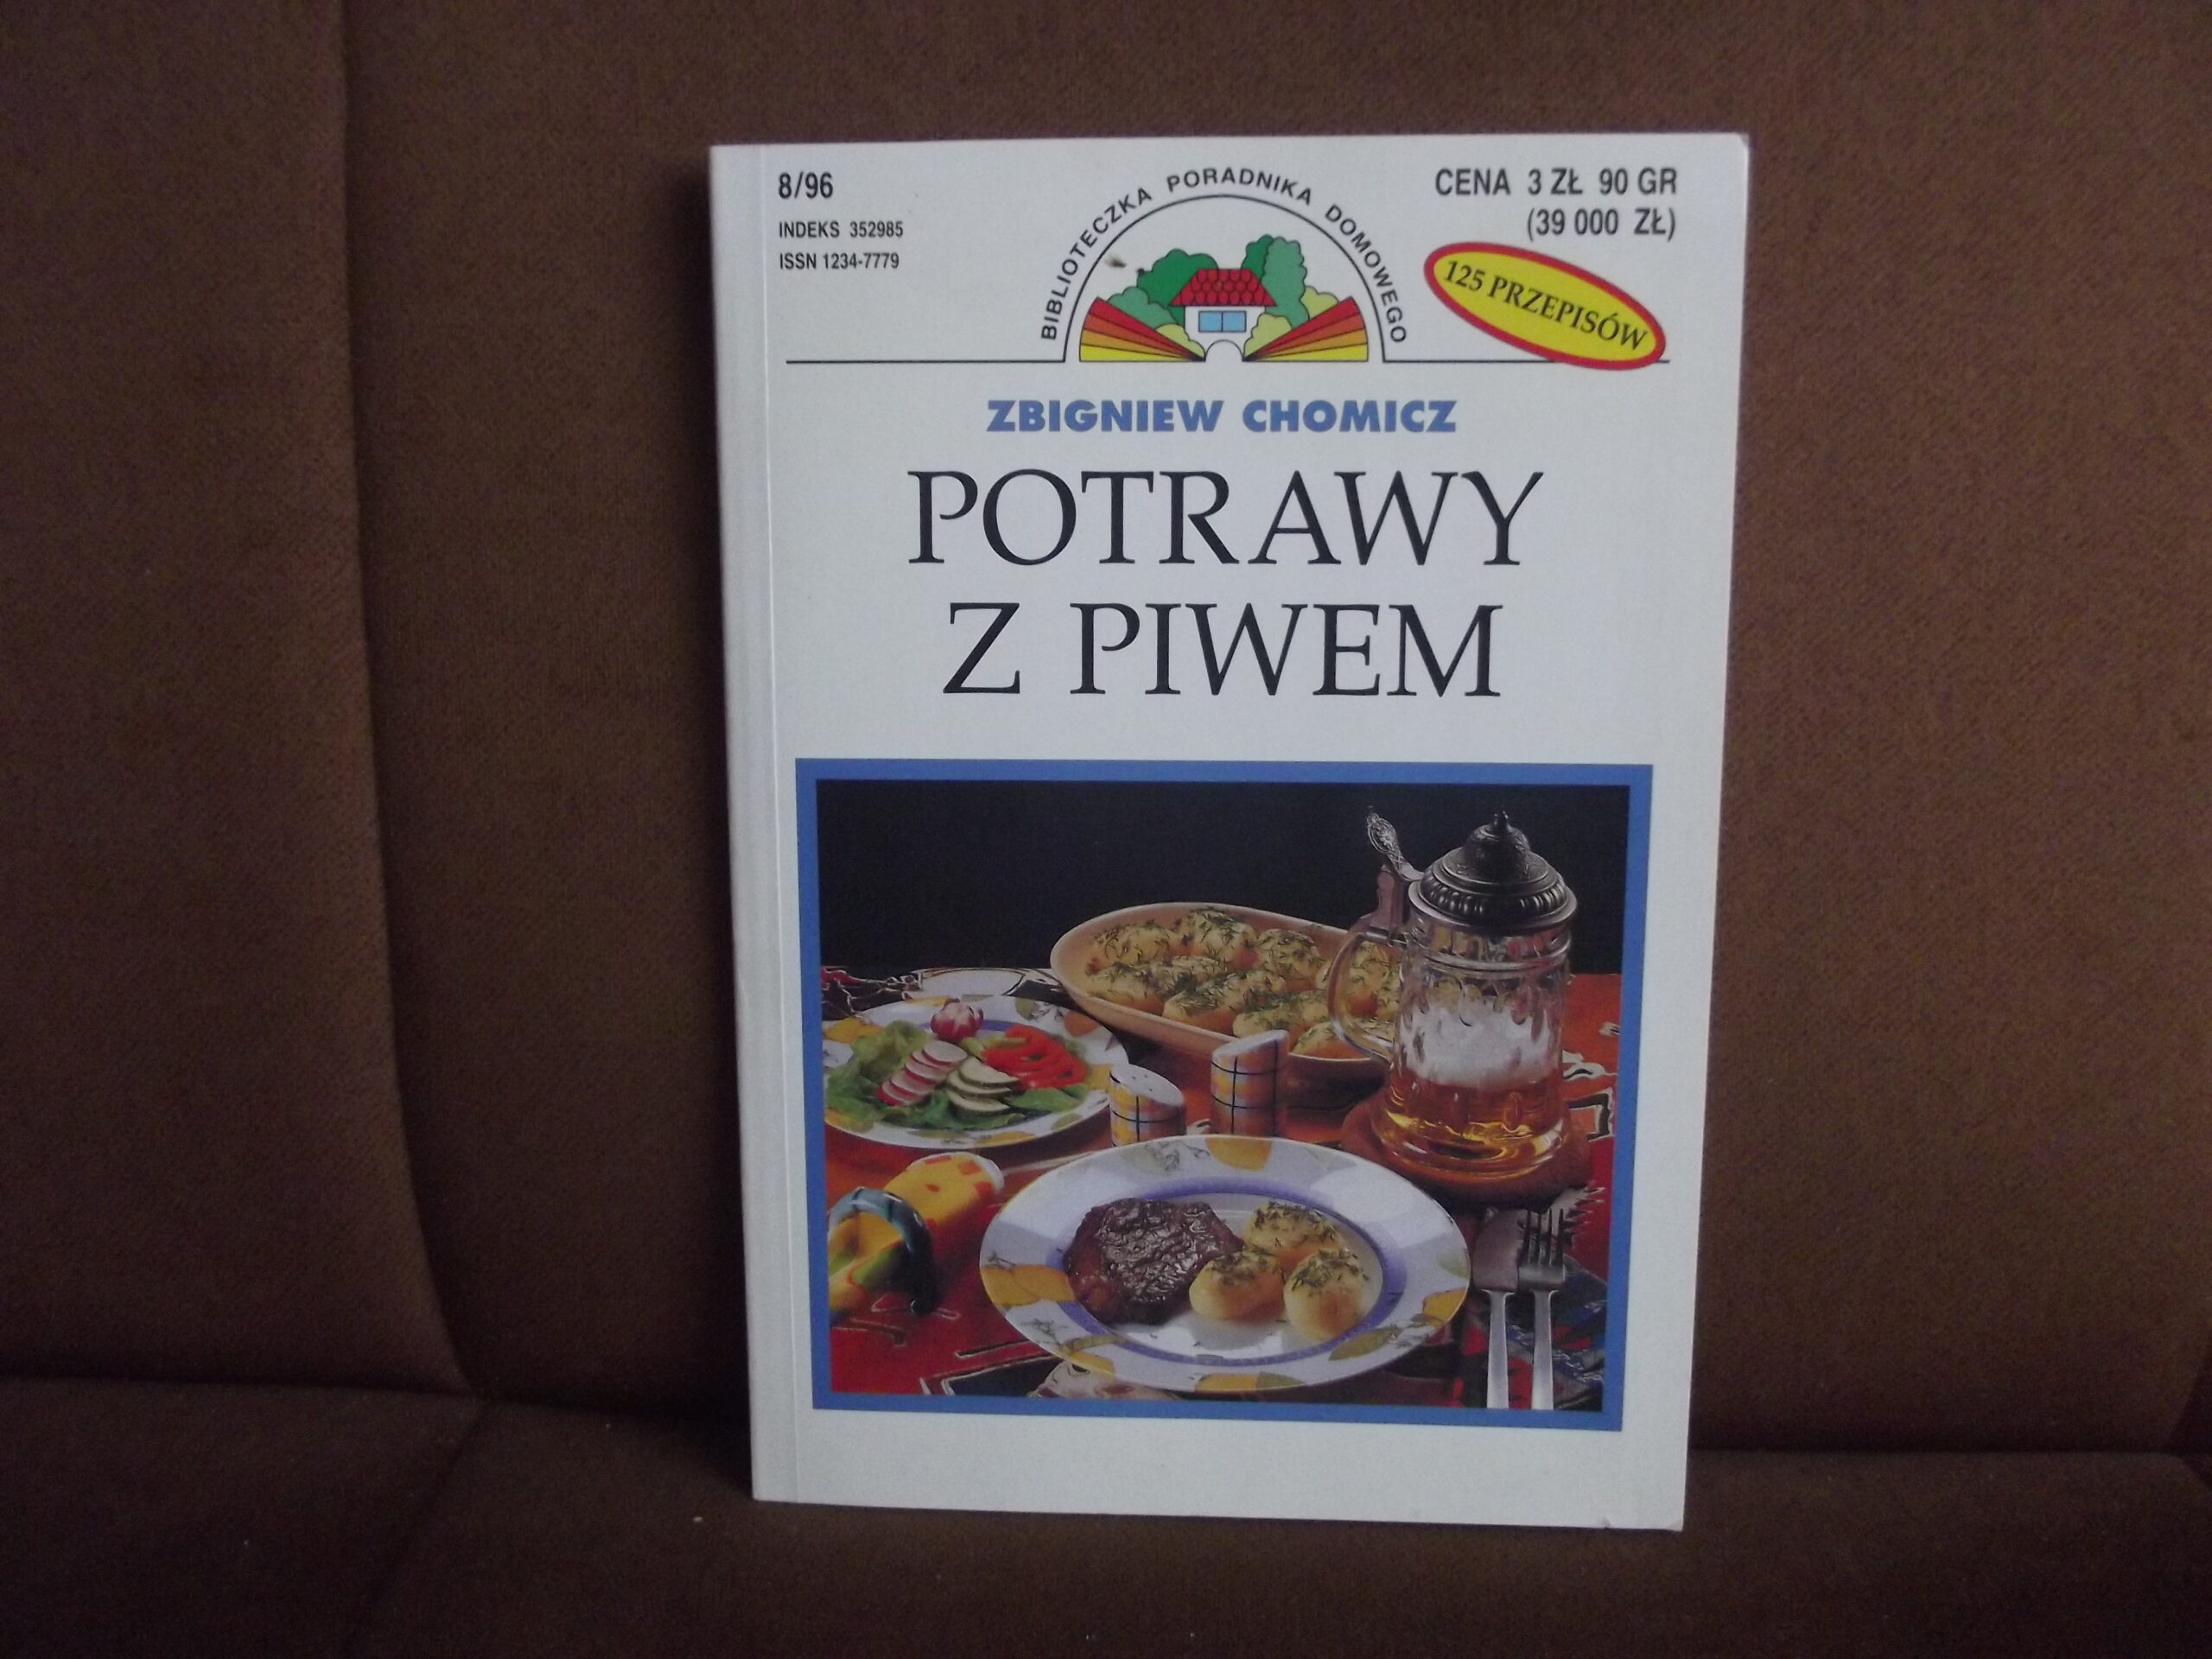 8/96
INDEKS 352985
ISSN 1234-7779
BIBLIOTECZKA PORADNIKA DOMOWEGO
CENA 3 ZŁ 90 GR
(39 000 ZŁ)
125 PRZEPISÓW
ZBIGNIEW CHOMICZ
POTRAWY
Z PIWEM